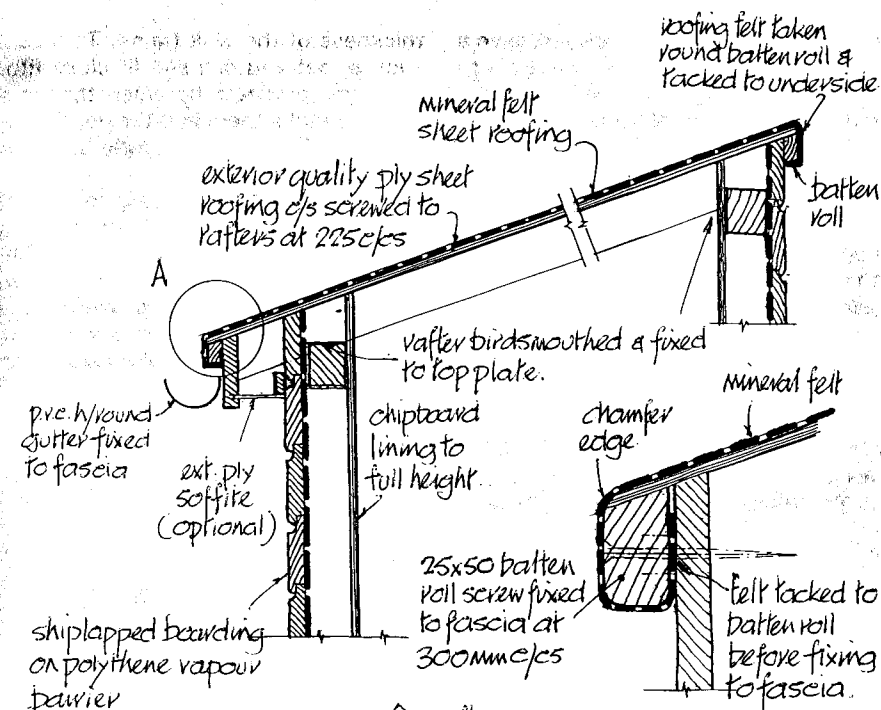 roofing felt taken
round batten roll &
tacked to underside
mineral felt
sheet roofing
exterior quality ply sheet
roofing c/s screwed to
rafters at 225 c/cs
batten
roll
A
rafter birdsmouthed & fixed
to top plate.
mineral felt
p.v.c. h/round
gutter fixed
to fascia
chipboard
lining to
full height
chamfer
edge
ext. ply
soffite
(optional)
25x50 batten
roll screw fixed
to fascia at
300mm c/cs
felt tacked to
batten roll
before fixing
to fascia.
shiplapped boarding
on polythene vapour
barrier